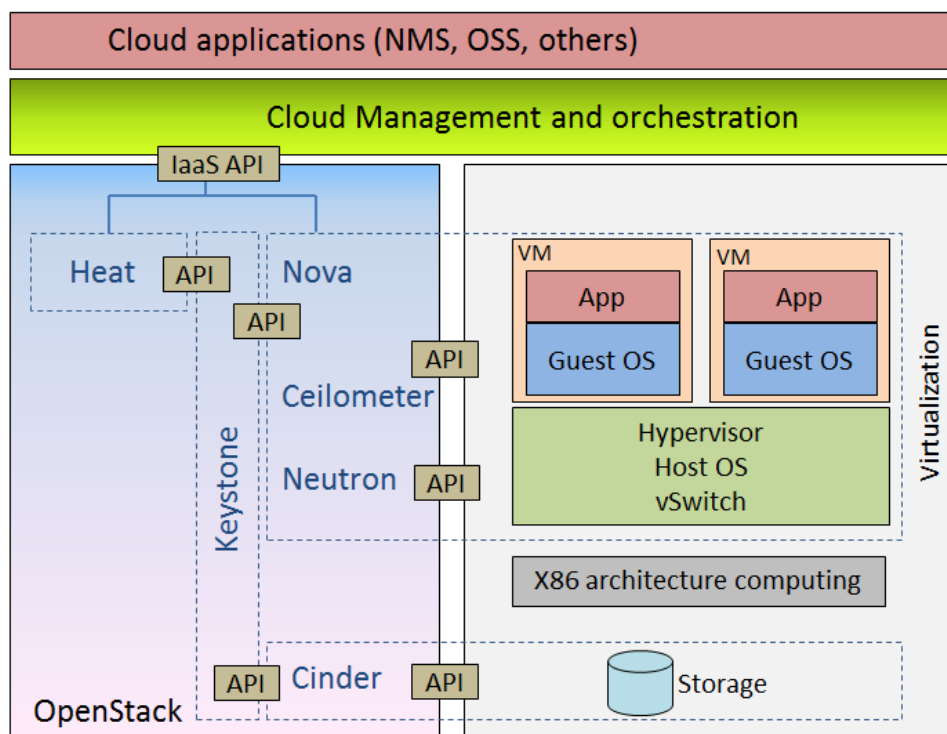 Cloud applications (NMS, OSS, others)
Cloud Management and orchestration
IaaS API
Heat
API
Nova
API
Ceilometer
API
Neutron
API
Keystone
API
Cinder
API
OpenStack
VM
App
Guest OS
VM
App
Guest OS
Hypervisor
Host OS
vSwitch
Virtualization
X86 architecture computing
Storage